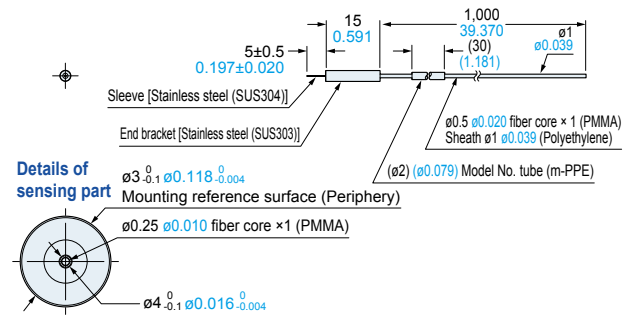 15
0.591
1,000
39.370
(30)
(1.181)
ø1
ø0.039
5±0.5
0.197±0.020
Sleeve [Stainless steel (SUS304)]
End bracket [Stainless steel (SUS303)]
ø0.5 ø0.020 fiber core × 1 (PMMA)
Sheath ø1 ø0.039 (Polyethylene)
(ø2) (ø0.079) Model No. tube (m-PPE)
Details of
sensing part
ø3 0 -0.1 ø0.118 0 -0.004
Mounting reference surface (Periphery)
ø0.25 ø0.010 fiber core ×1 (PMMA)
ø4 0 -0.1 ø0.016 0 -0.004